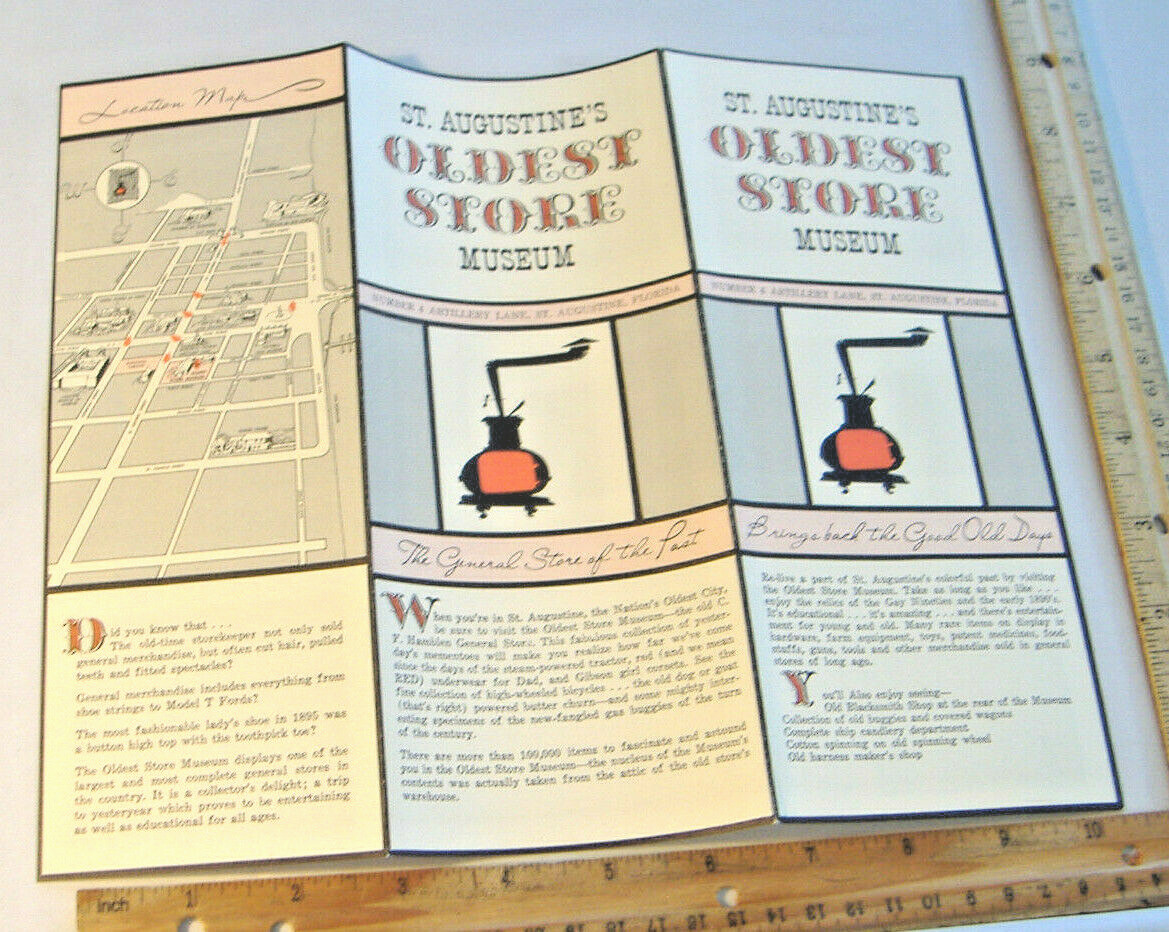 Location Map
Did you know that . . .
The old-time storekeeper not only sold
general merchandise, but often cut hair, pulled
teeth and fitted spectacles?
General merchandise includes everything from
shoe strings to Model T Fords?
The most fashionable lady's shoe in 1895 was
a button high top with the toothpick toe?
The Oldest Store Museum displays one of the
largest and most complete general stores in
the country. It is a collector's delight; a trip
to yesteryear which proves to be entertaining
as well as educational for all ages.
ST. AUGUSTINE'S
OLDEST
STORE
MUSEUM
NUMBER 4 ARTILLERY LANE, ST. AUGUSTINE, FLORIDA
The General Store of the Past
When you're in St. Augustine, the Nation's Oldest City,
be sure to visit the Oldest Store Museum—the old C.
F. Hamblen General Store. This fabulous collection of yester-
day's mementoes will make you realize how far we've come
since the days of the steam-powered tractor, red (and we mean
RED) underwear for Dad, and Gibson girl corsets. See the
fine collection of high-wheeled bicycles . . . the old dog or goat
(that's right) powered butter churn—and some mighty inter-
esting specimens of the new-fangled gas buggies of the turn
of the century.
There are more than 100,000 items to fascinate and astound
you in the Oldest Store Museum—the nucleus of the Museum's
contents was actually taken from the attic of the old store's
warehouse.
ST. AUGUSTINE'S
OLDEST
STORE
MUSEUM
NUMBER 4 ARTILLERY LANE, ST. AUGUSTINE, FLORIDA
Brings back the Good Old Days
Re-live a part of St. Augustine's colorful past by visiting
the Oldest Store Museum. Take as long as you like . . .
enjoy the relics of the Gay Nineties and the early 1890's.
It's educational . . . it's amazing . . . and there's entertain-
ment for young and old. Many rare items on display in
hardware, farm equipment, toys, patent medicines, food-
stuffs, guns, tools and other merchandise sold in general
stores of long ago.
You'll Also enjoy seeing—
Old Blacksmith Shop at the rear of the Museum
Collection of old buggies and covered wagons
Complete ship chandlery department
Cotton spinning on old spinning wheel
Old harness maker's shop
inch 1 2 3 4 5 6 7 8 9 10